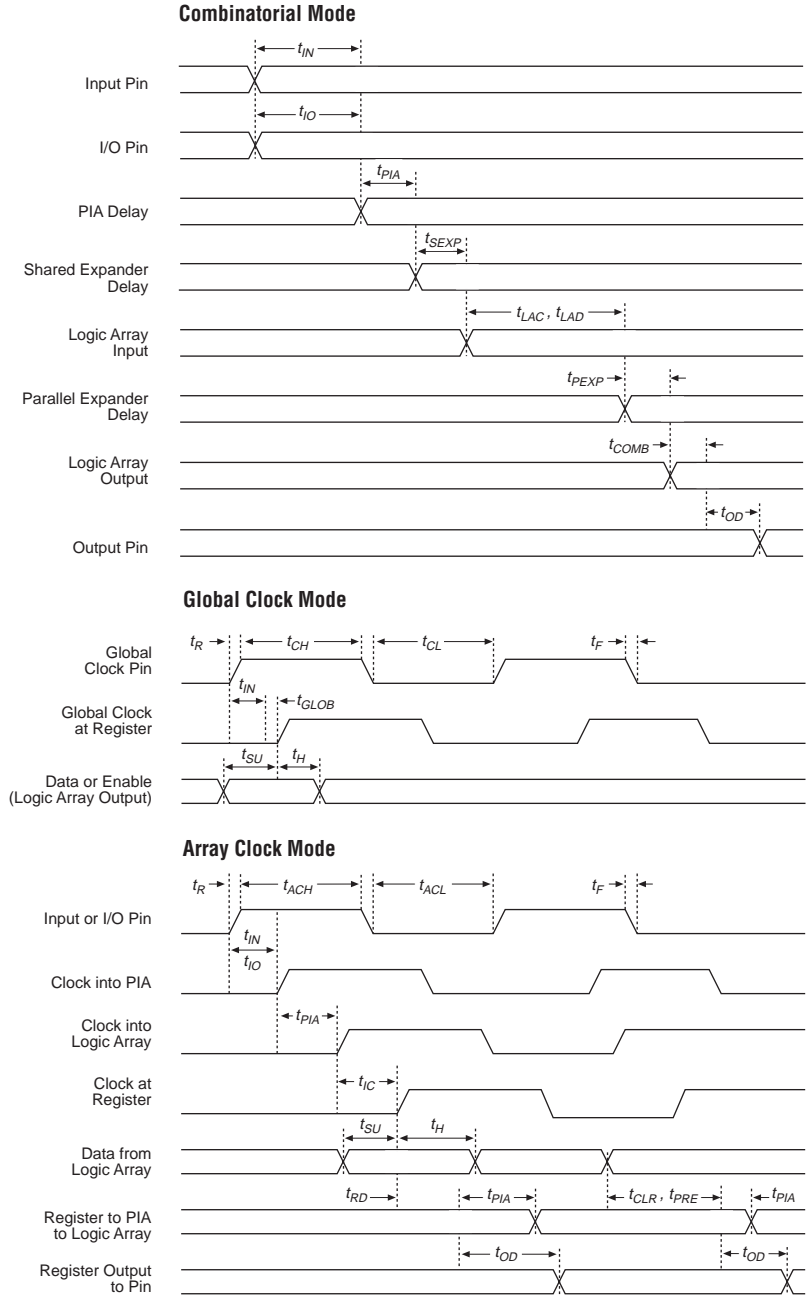 Combinatorial Mode
t_IN
Input Pin
t_IO
I/O Pin
t_PIA
PIA Delay
t_SEXP
Shared Expander
Delay
t_LAC , t_LAD
Logic Array
Input
t_PEXP
Parallel Expander
Delay
t_COMB
Logic Array
Output
t_OD
Output Pin
Global Clock Mode
t_R t_CH t_CL t_F
Global
Clock Pin
t_IN
t_GLOB
Global Clock
at Register
t_SU t_H
Data or Enable
(Logic Array Output)
Array Clock Mode
t_R t_ACH t_ACL t_F
Input or I/O Pin
t_IN
t_IO
Clock into PIA
t_PIA
Clock into
Logic Array
t_IC
Clock at
Register
t_SU t_H
Data from
Logic Array
t_RD t_PIA t_CLR , t_PRE t_PIA
Register to PIA
to Logic Array
t_OD t_OD
Register Output
to Pin